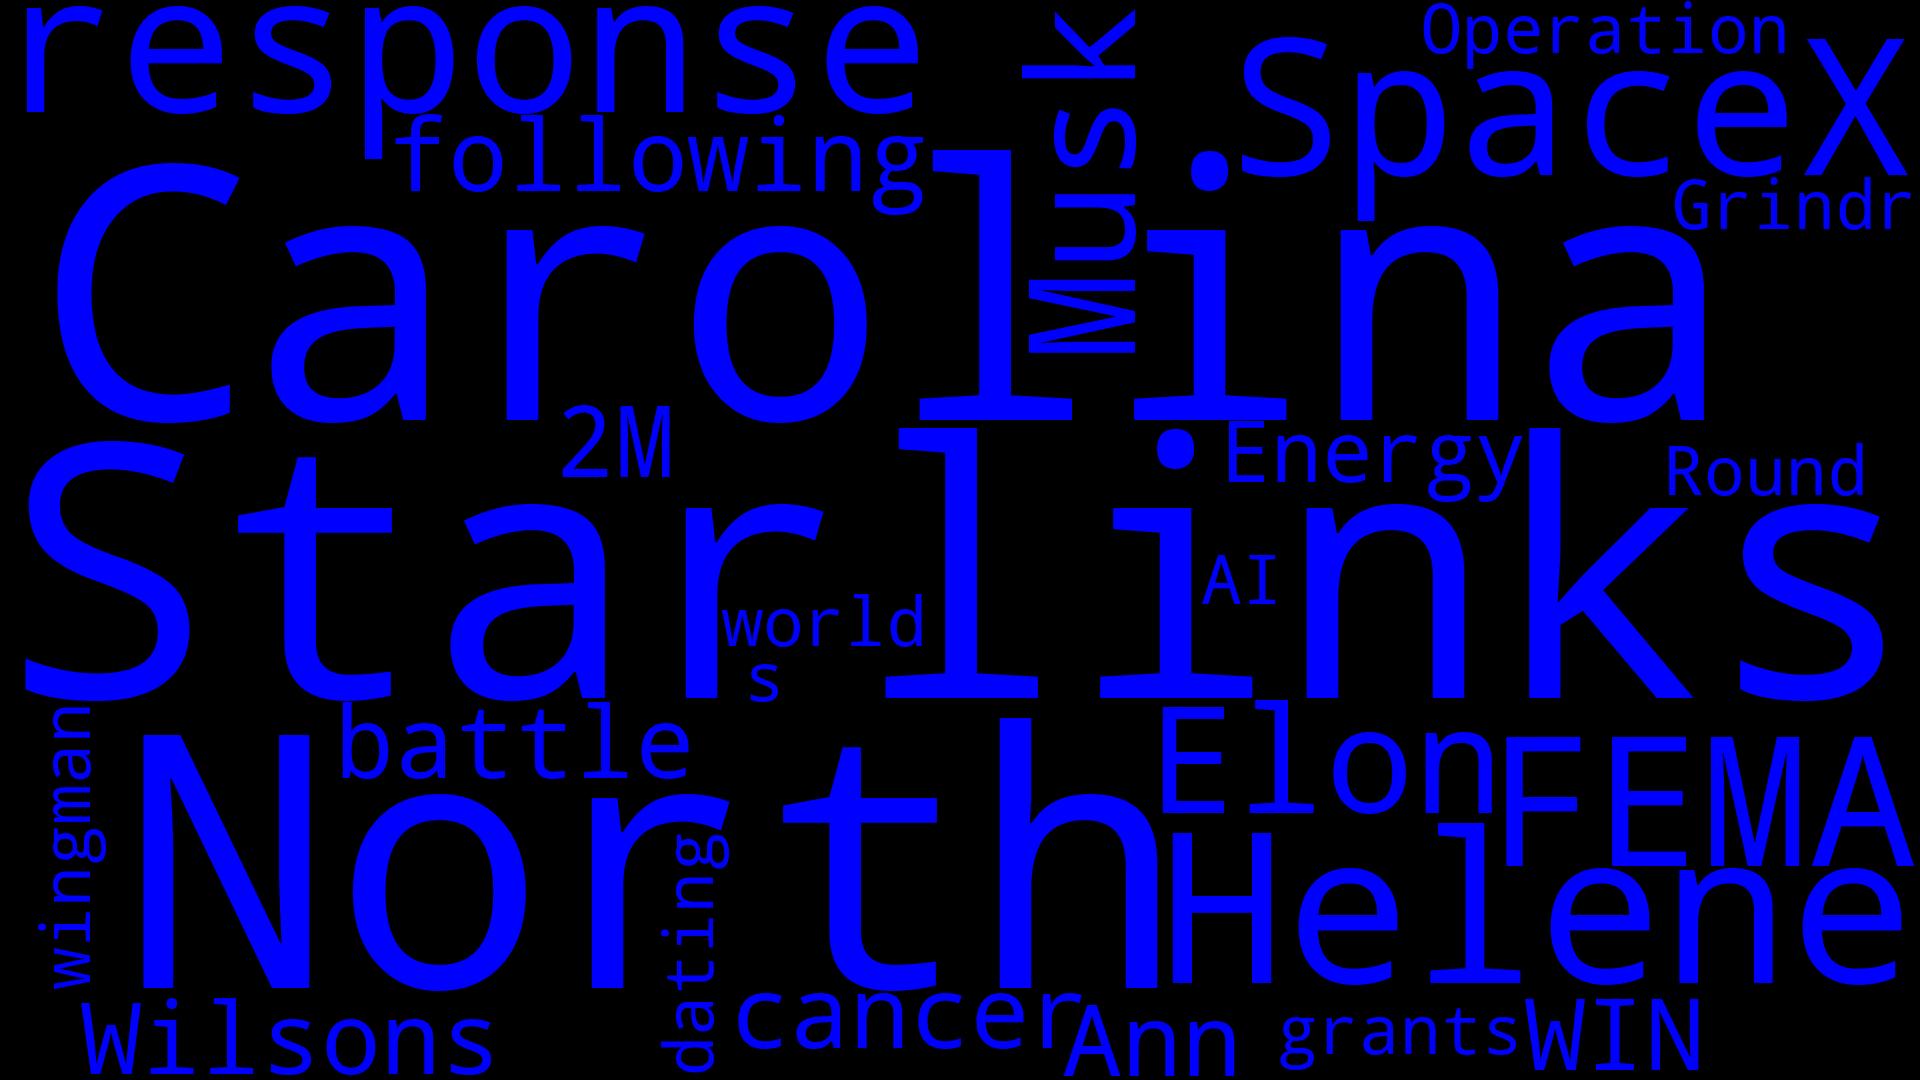 response
Musk
Operation
SpaceX
following
Grindr
Carolina
2M
Energy
Round
Starlinks
AI
world
s
wingman
battle
Elon
FEMA
North
dating
Helene
Wilsons
cancer
Ann
grants
WIN